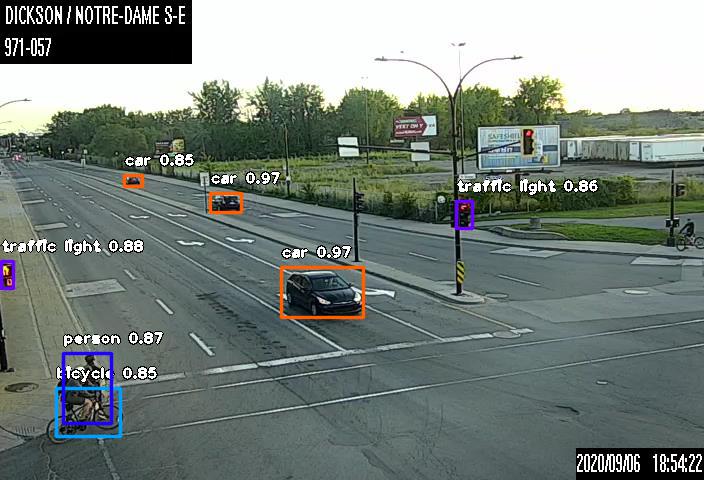 DICKSON / NOTRE-DAME S-E
971-057
car 0.85
car 0.97
traffic light 0.86
traffic light 0.88
car 0.97
person 0.87
bicycle 0.85
2020/09/06 18:54:22